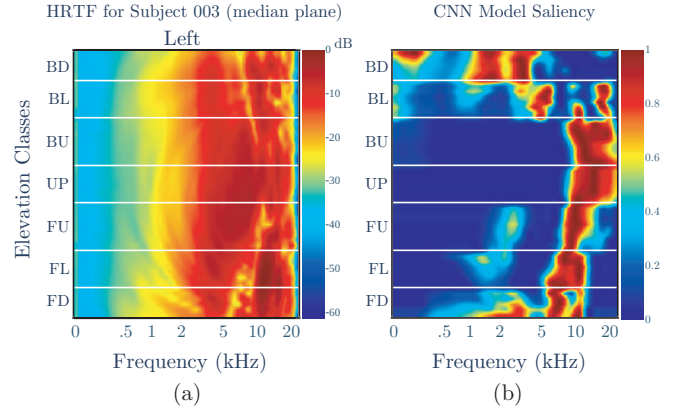 HRTF for Subject 003 (median plane)
Left
dB
Elevation Classes
BD
BL
BU
UP
FU
FL
FD
0
-10
-20
-30
-40
-50
-60
0 .5 1 2 5 10 20
Frequency (kHz)
(a)
CNN Model Saliency
BD
BL
BU
UP
FU
FL
FD
1
0.8
0.6
0.4
0.2
0
0 .5 1 2 5 10 20
Frequency (kHz)
(b)